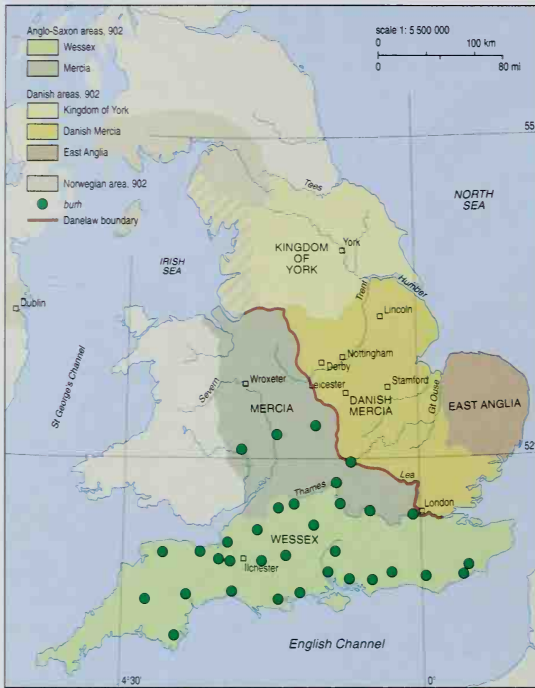 Anglo-Saxon areas. 902
Wessex
Mercia
Danish areas. 902
Kingdom of York
Danish Mercia
East Anglia
Norwegian area. 902
burh
Danelaw boundary
scale 1: 5 500 000
0 100 km
0 80 mi
55
NORTH
SEA
Tees
York
KINGDOM
OF
YORK
IRISH
SEA
Dublin
Humber
Trent
Lincoln
St George's Channel
Nottingham
Derby
Wroxeter
Severn
Leicester
Stamford
MERCIA
DANISH
MERCIA
Gt Ouse
EAST ANGLIA
52
Lea
Thames
London
WESSEX
Ilchester
English Channel
4°30'
0°